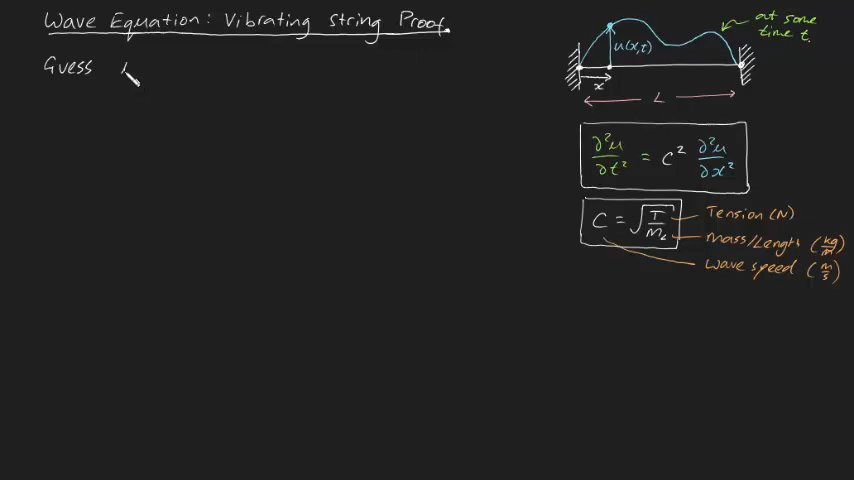 Wave Equation: Vibrating String Proof.
Guess
at some
time t.
u(x,t)
x
L
∂²u/∂t² = C² ∂²u/∂x²
C = √(T/m_L)
Tension (N)
Mass/Length (kg/m)
Wave speed (m/s)